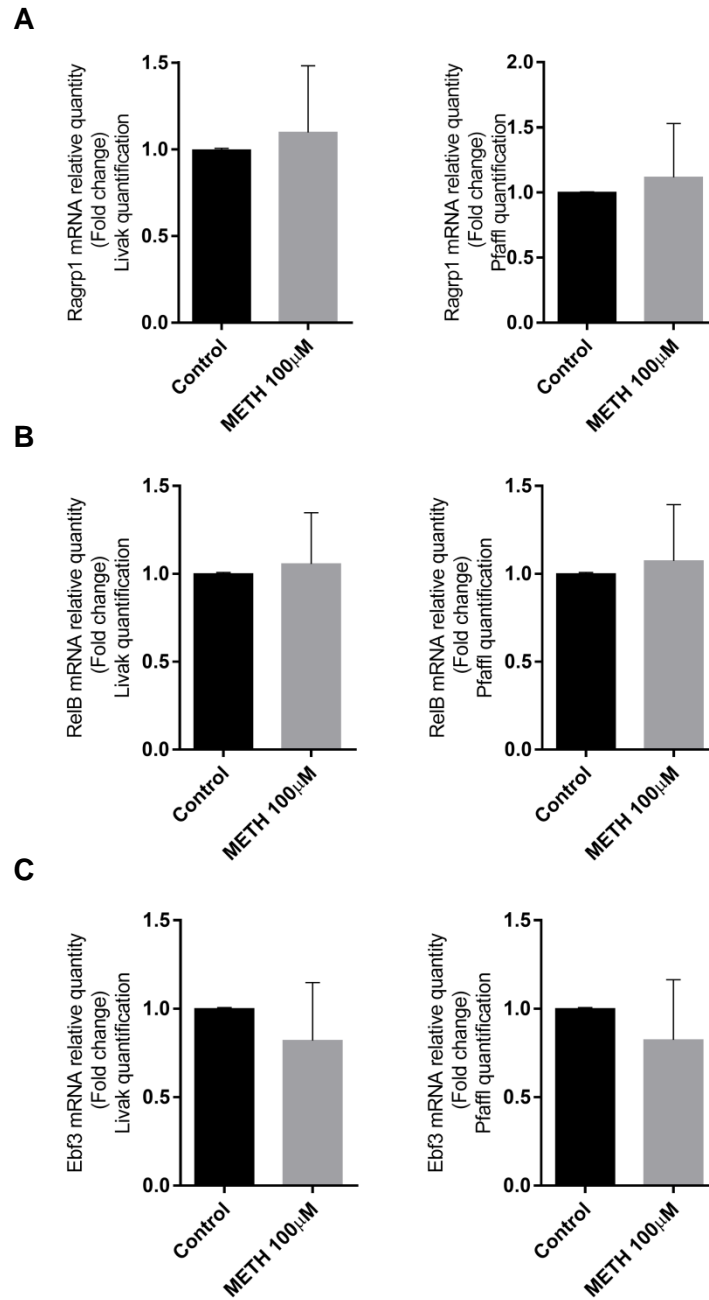 A
Ragrp1 mRNA relative quantity
(Fold change)
Livak quantification
1.5
1.0
0.5
0.0
Control
METH 100μM
Ragrp1 mRNA relative quantity
(Fold change)
Pfaffl quantification
2.0
1.5
1.0
0.5
0.0
Control
METH 100μM
B
RelB mRNA relative quantity
(Fold change)
Livak quantification
1.5
1.0
0.5
0.0
Control
METH 100μM
RelB mRNA relative quantity
(Fold change)
Pfaffl quantification
1.5
1.0
0.5
0.0
Control
METH 100μM
C
Ebf3 mRNA relative quantity
(Fold change)
Livak quantification
1.5
1.0
0.5
0.0
Control
METH 100μM
Ebf3 mRNA relative quantity
(Fold change)
Pfaffl quantification
1.5
1.0
0.5
0.0
Control
METH 100μM